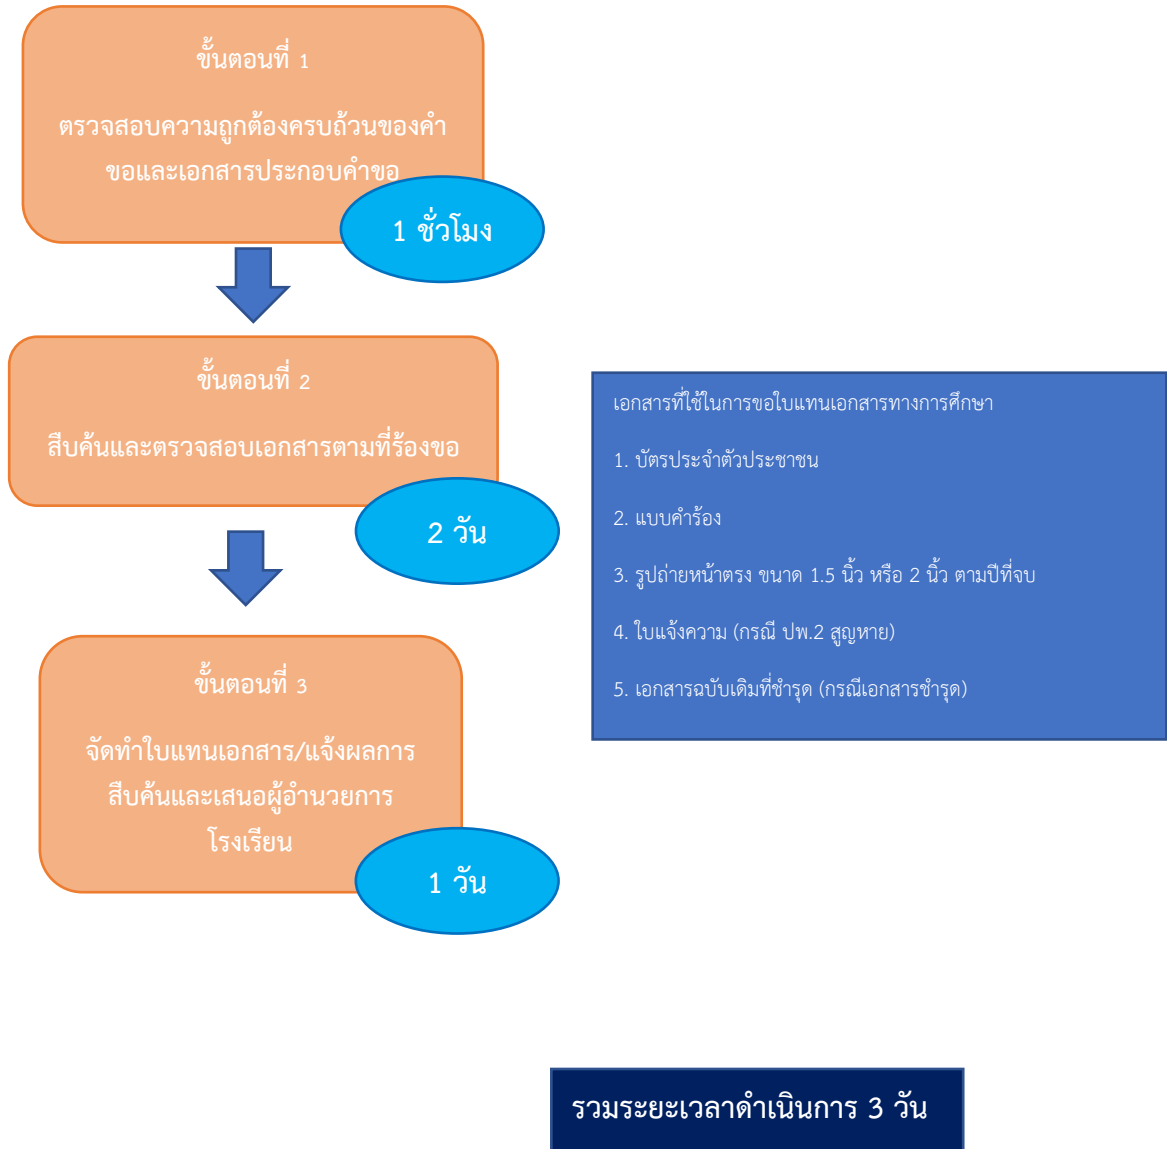 ขั้นตอนที่ 1
ตรวจสอบความถูกต้องครบถ้วนของคำ
ขอและเอกสารประกอบคำขอ
1 ชั่วโมง
ขั้นตอนที่ 2
สืบค้นและตรวจสอบเอกสารตามที่ร้องขอ
2 วัน
ขั้นตอนที่ 3
จัดทำใบแทนเอกสาร/แจ้งผลการ
สืบค้นและเสนอผู้อำนวยการ
โรงเรียน
1 วัน
เอกสารที่ใช้ในการขอใบแทนเอกสารทางการศึกษา
1. บัตรประจำตัวประชาชน
2. แบบคำร้อง
3. รูปถ่ายหน้าตรง ขนาด 1.5 นิ้ว หรือ 2 นิ้ว ตามปีที่จบ
4. ใบแจ้งความ (กรณี ปพ.2 สูญหาย)
5. เอกสารฉบับเดิมที่ชำรุด (กรณีเอกสารชำรุด)
รวมระยะเวลาดำเนินการ 3 วัน